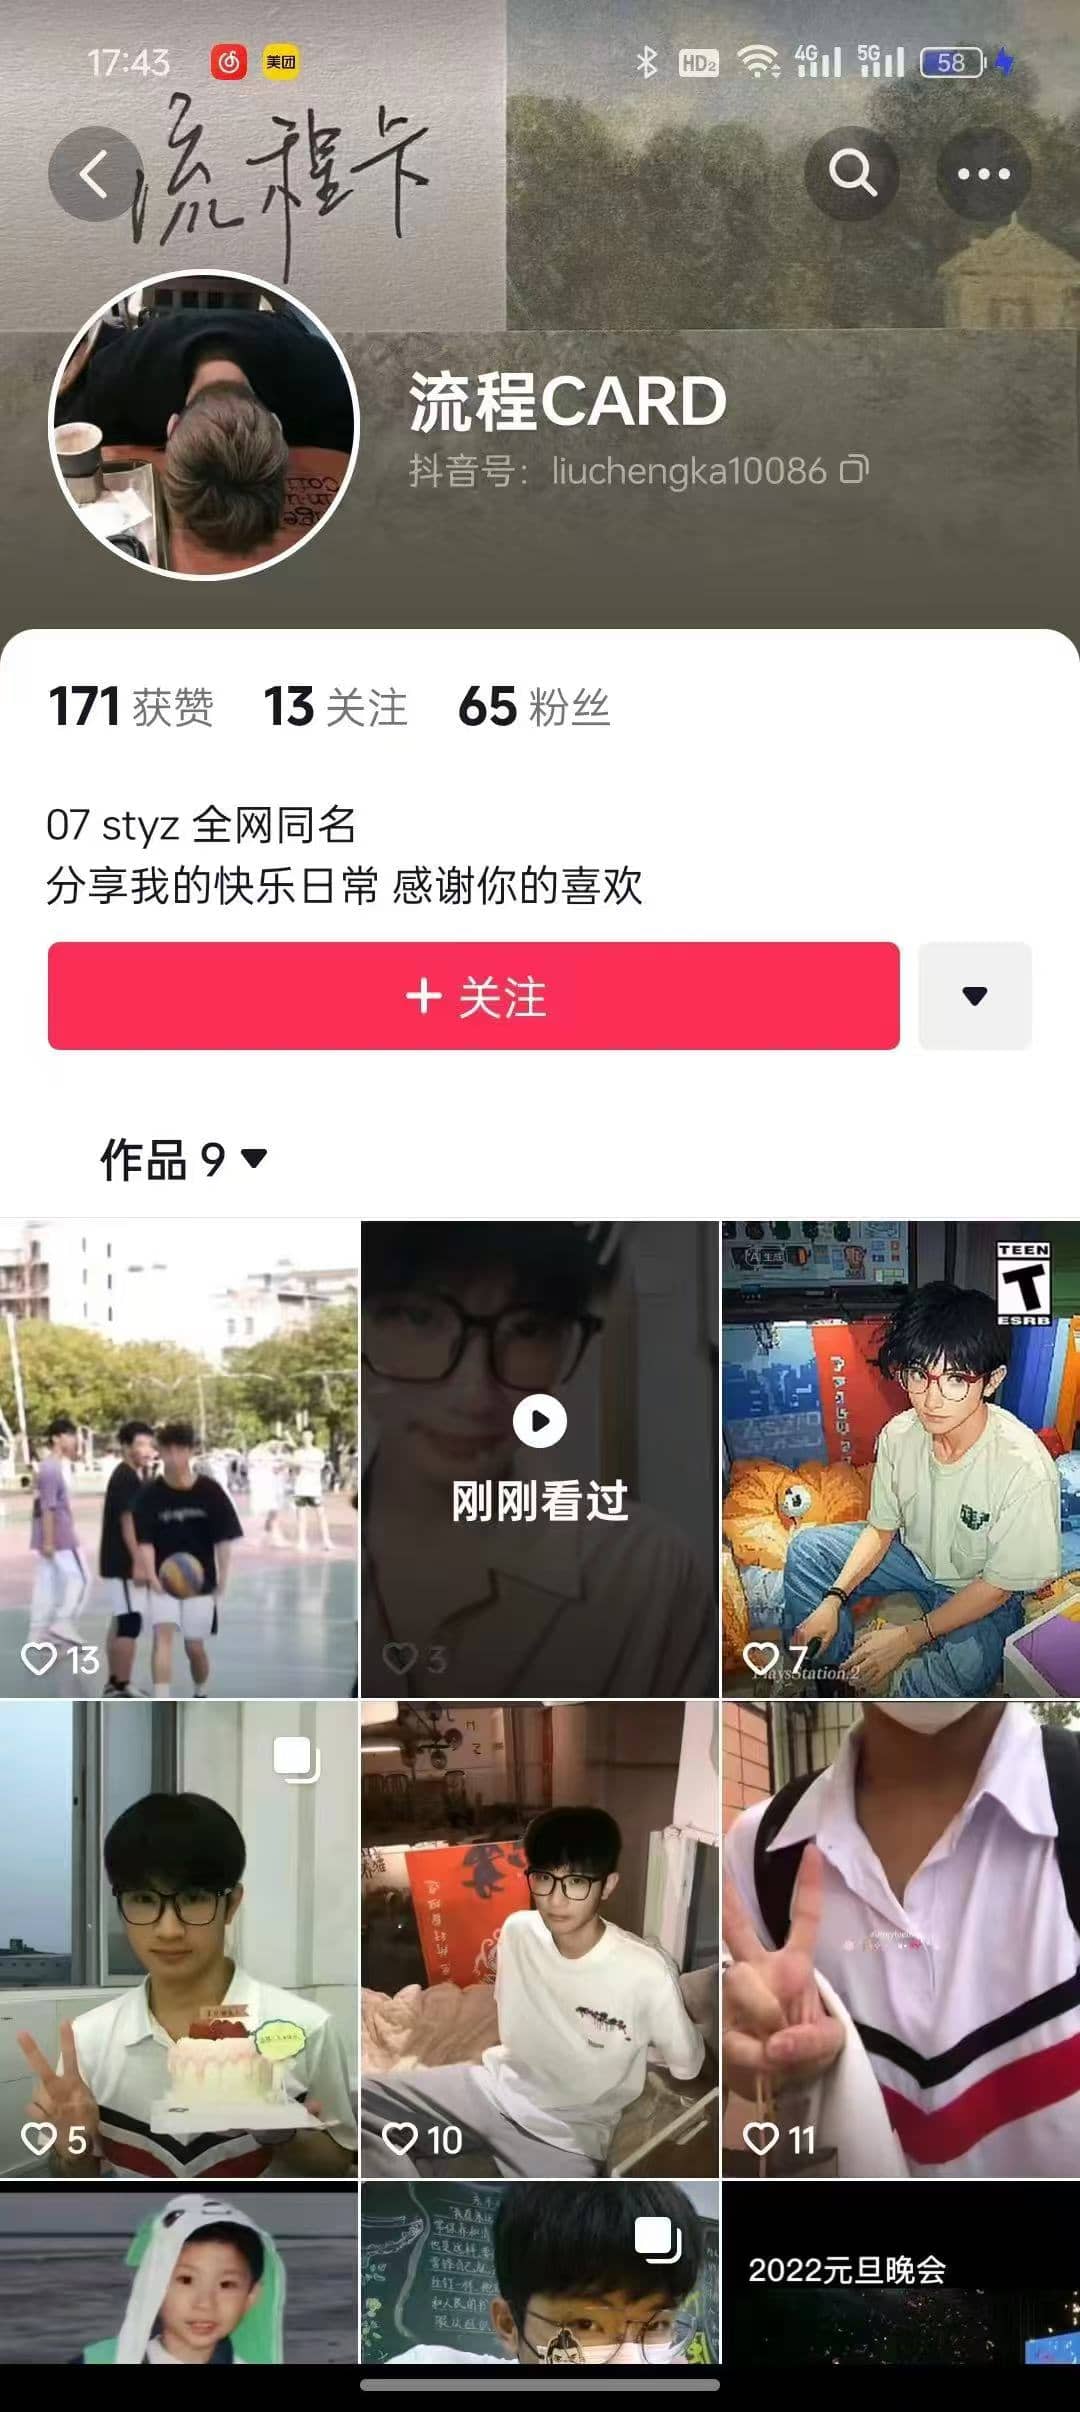 17:43 美团 HD2 4G 5G 58
流程卡
流程CARD
抖音号：liuchengka10086
171 获赞 13 关注 65 粉丝
07 styz 全网同名
分享我的快乐日常 感谢你的喜欢
+ 关注
作品 9
刚刚看过
TEEN
T
ESRB
13
3
7
PlayStation.2
5
10
11
2022元旦晚会